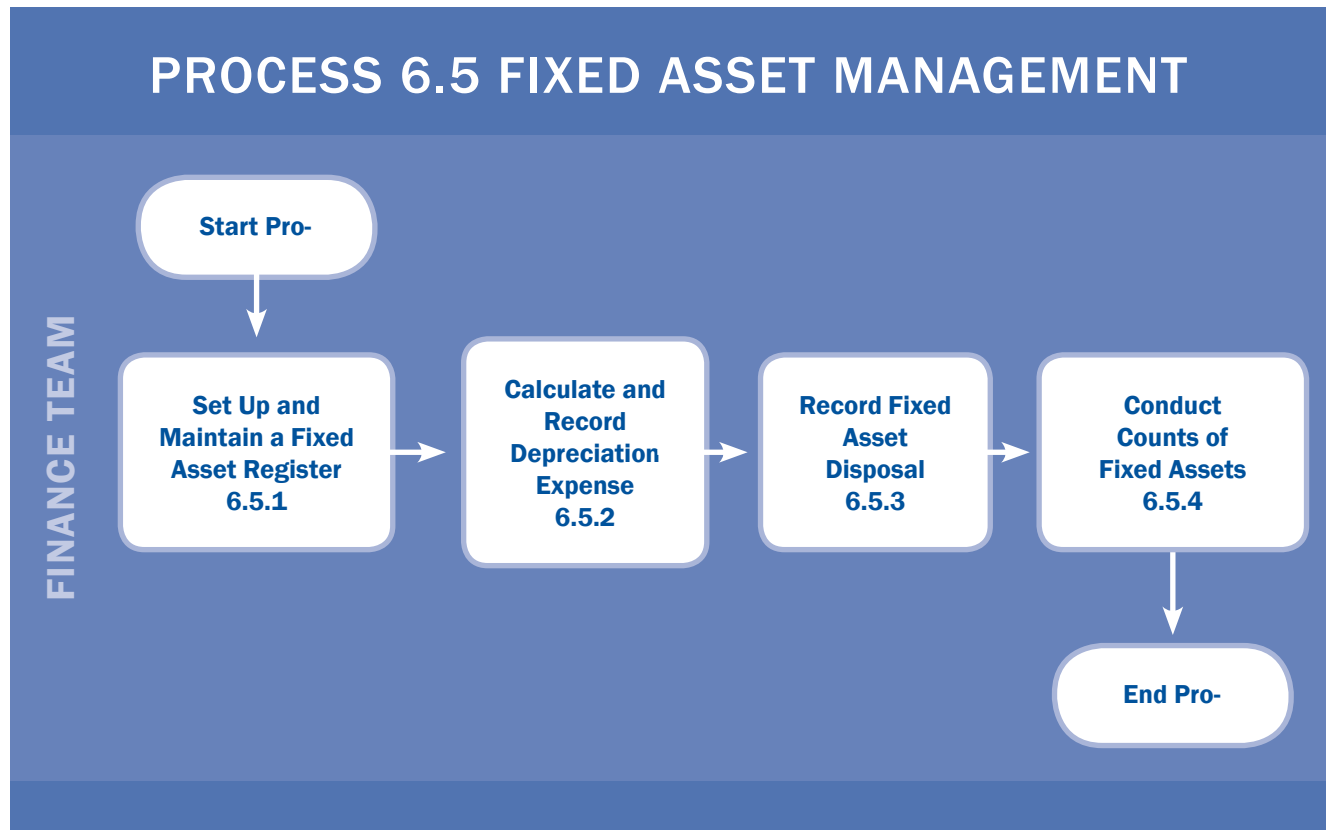 PROCESS 6.5 FIXED ASSET MANAGEMENT
FINANCE TEAM
Start Pro-
Set Up and
Maintain a Fixed
Asset Register
6.5.1
Calculate and
Record
Depreciation
Expense
6.5.2
Record Fixed
Asset
Disposal
6.5.3
Conduct
Counts of
Fixed Assets
6.5.4
End Pro-